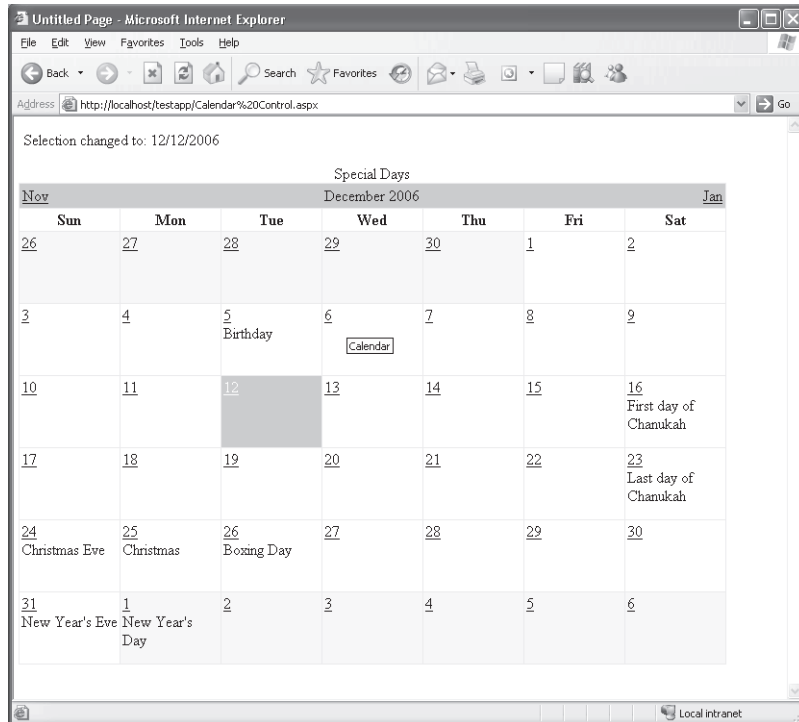 Untitled Page - Microsoft Internet Explorer
File Edit View Favorites Tools Help
Back Search Favorites
Address http://localhost/testapp/Calendar%20Control.aspx Go
Selection changed to: 12/12/2006
Special Days
Nov December 2006 Jan
Sun Mon Tue Wed Thu Fri Sat
26 27 28 29 30 1 2
3 4 5 6 7 8 9
Birthday
Calendar
10 11 12 13 14 15 16
First day of
Chanukah
17 18 19 20 21 22 23
Last day of
Chanukah
24 25 26 27 28 29 30
Christmas Eve Christmas Boxing Day
31 1 2 3 4 5 6
New Year's Eve New Year's
Day
Local intranet